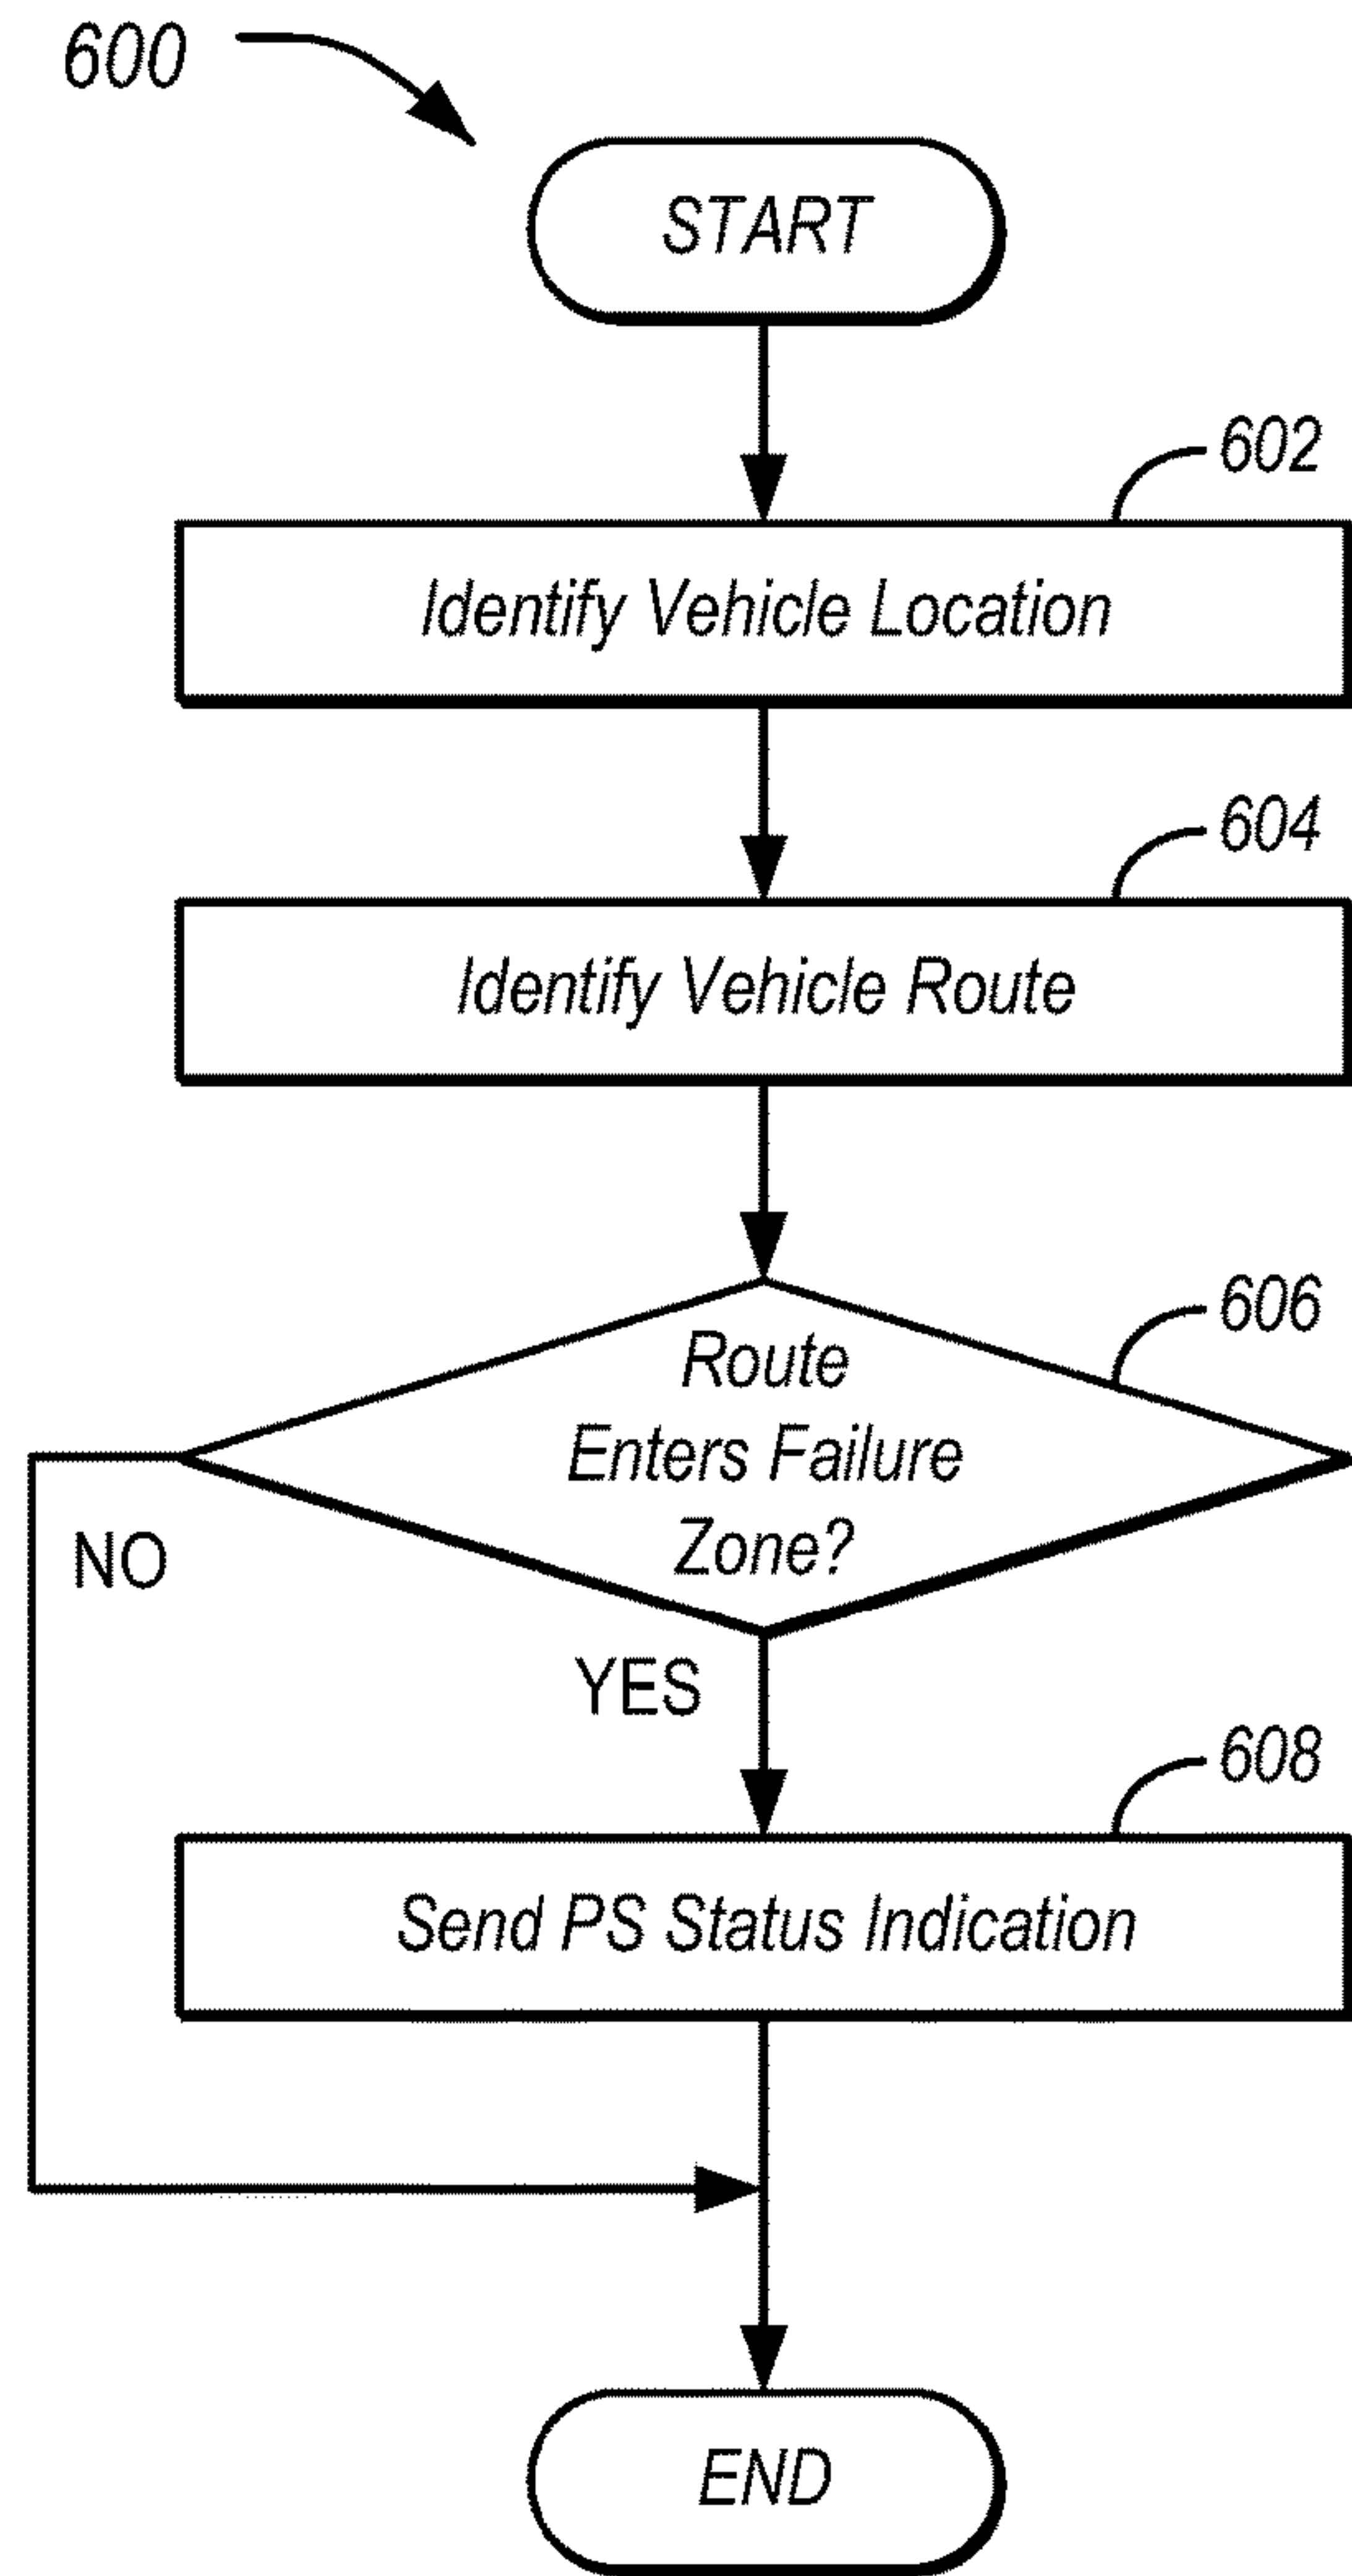 600
START
602
Identify Vehicle Location
604
Identify Vehicle Route
606
Route
Enters Failure
Zone?
NO
YES
608
Send PS Status Indication
END